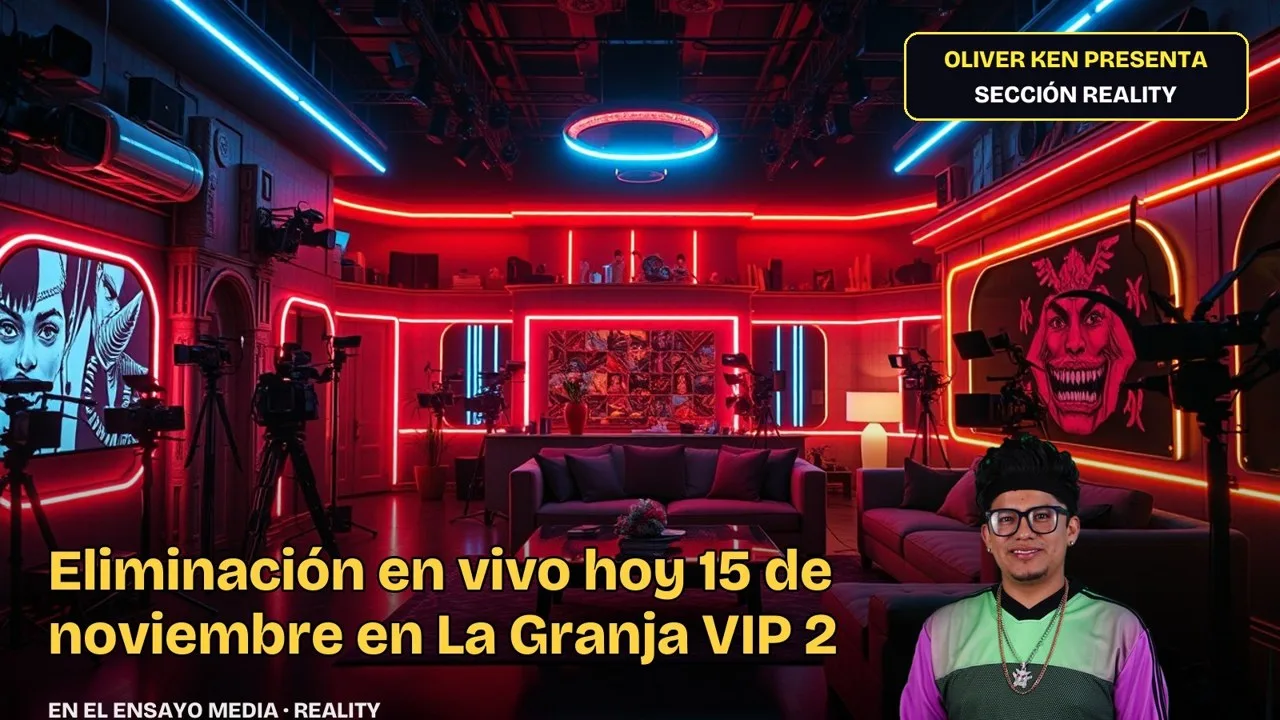 OLIVER KEN PRESENTA
SECCIÓN REALITY
Eliminación en vivo hoy 15 de
noviembre en La Granja VIP 2
EN EL ENSAYO MEDIA · REALITY